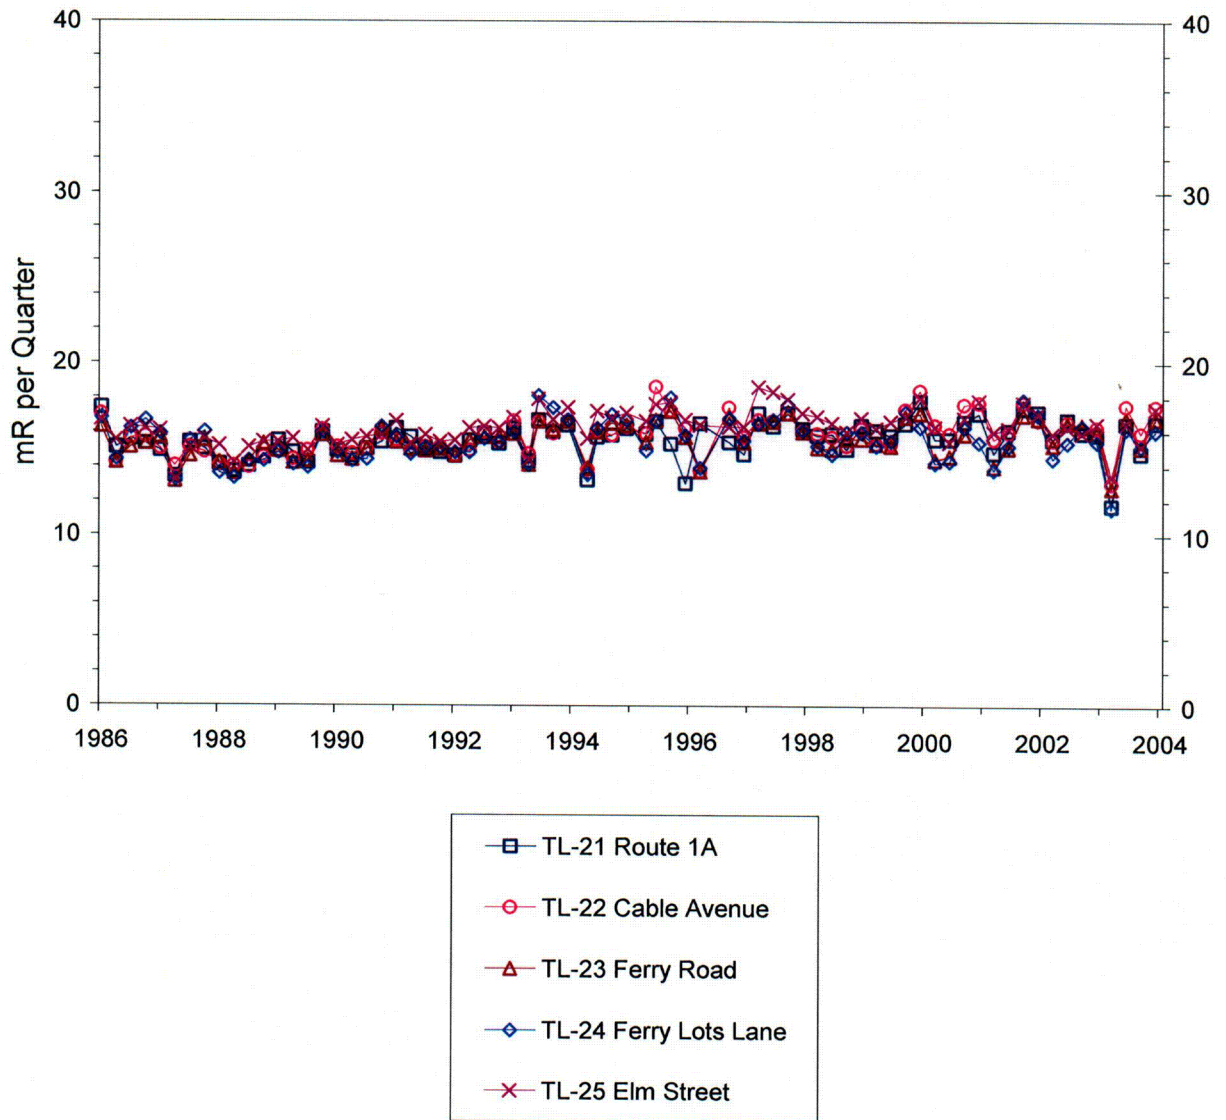 40
40
30
30
mR per Quarter
20
20
10
10
0
0
1986 1988 1990 1992 1994 1996 1998 2000 2002 2004
TL-21 Route 1A
TL-22 Cable Avenue
TL-23 Ferry Road
TL-24 Ferry Lots Lane
TL-25 Elm Street